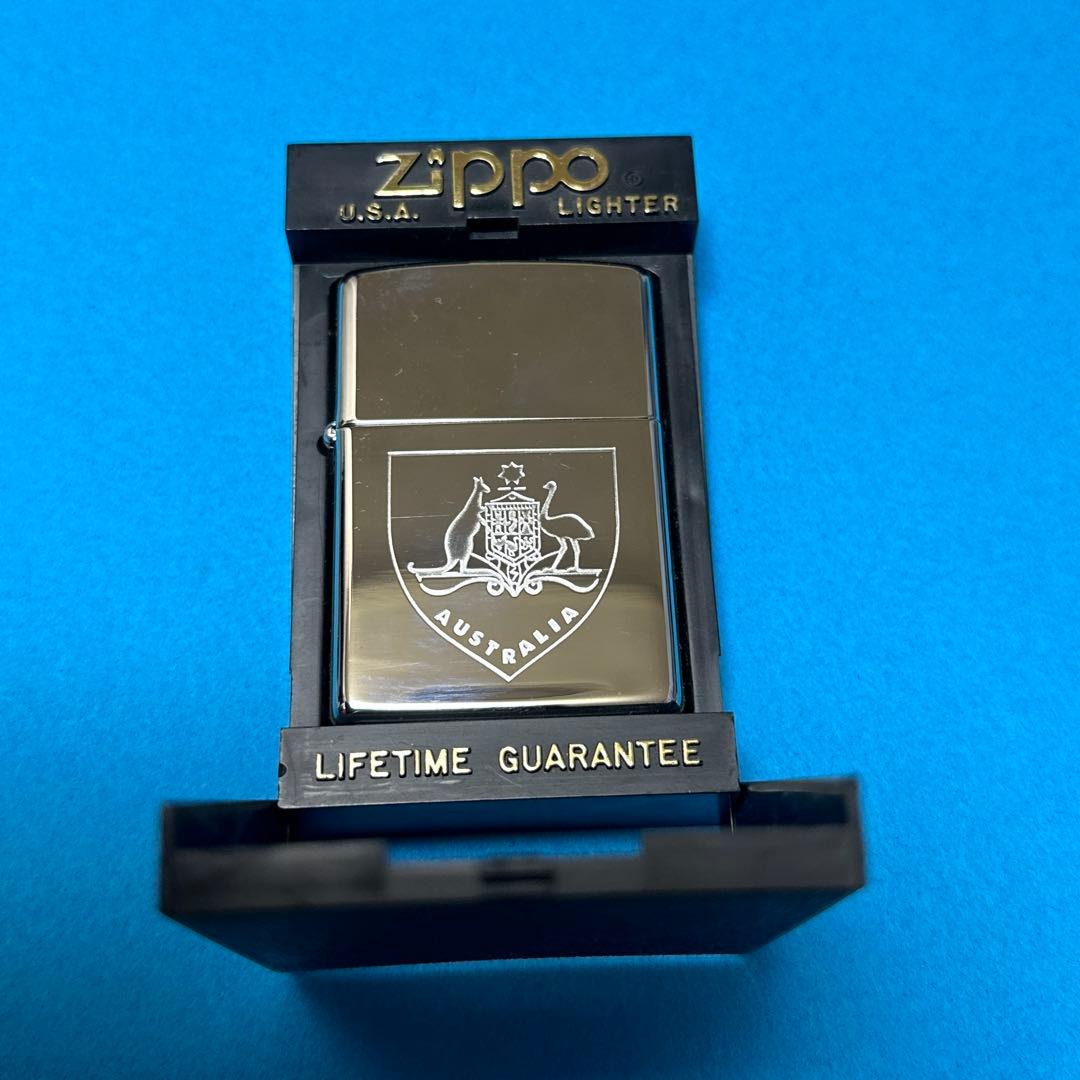 Zippo®
U.S.A. LIGHTER
AUSTRALIA
LIFETIME GUARANTEE